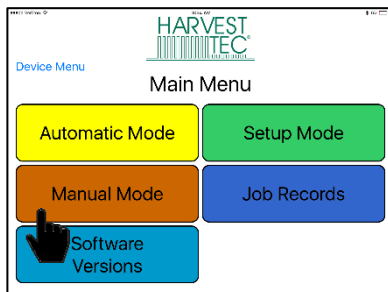 HARVEST
TEC
Device Menu
Main Menu
Automatic Mode
Setup Mode
Manual Mode
Job Records
Software
Versions